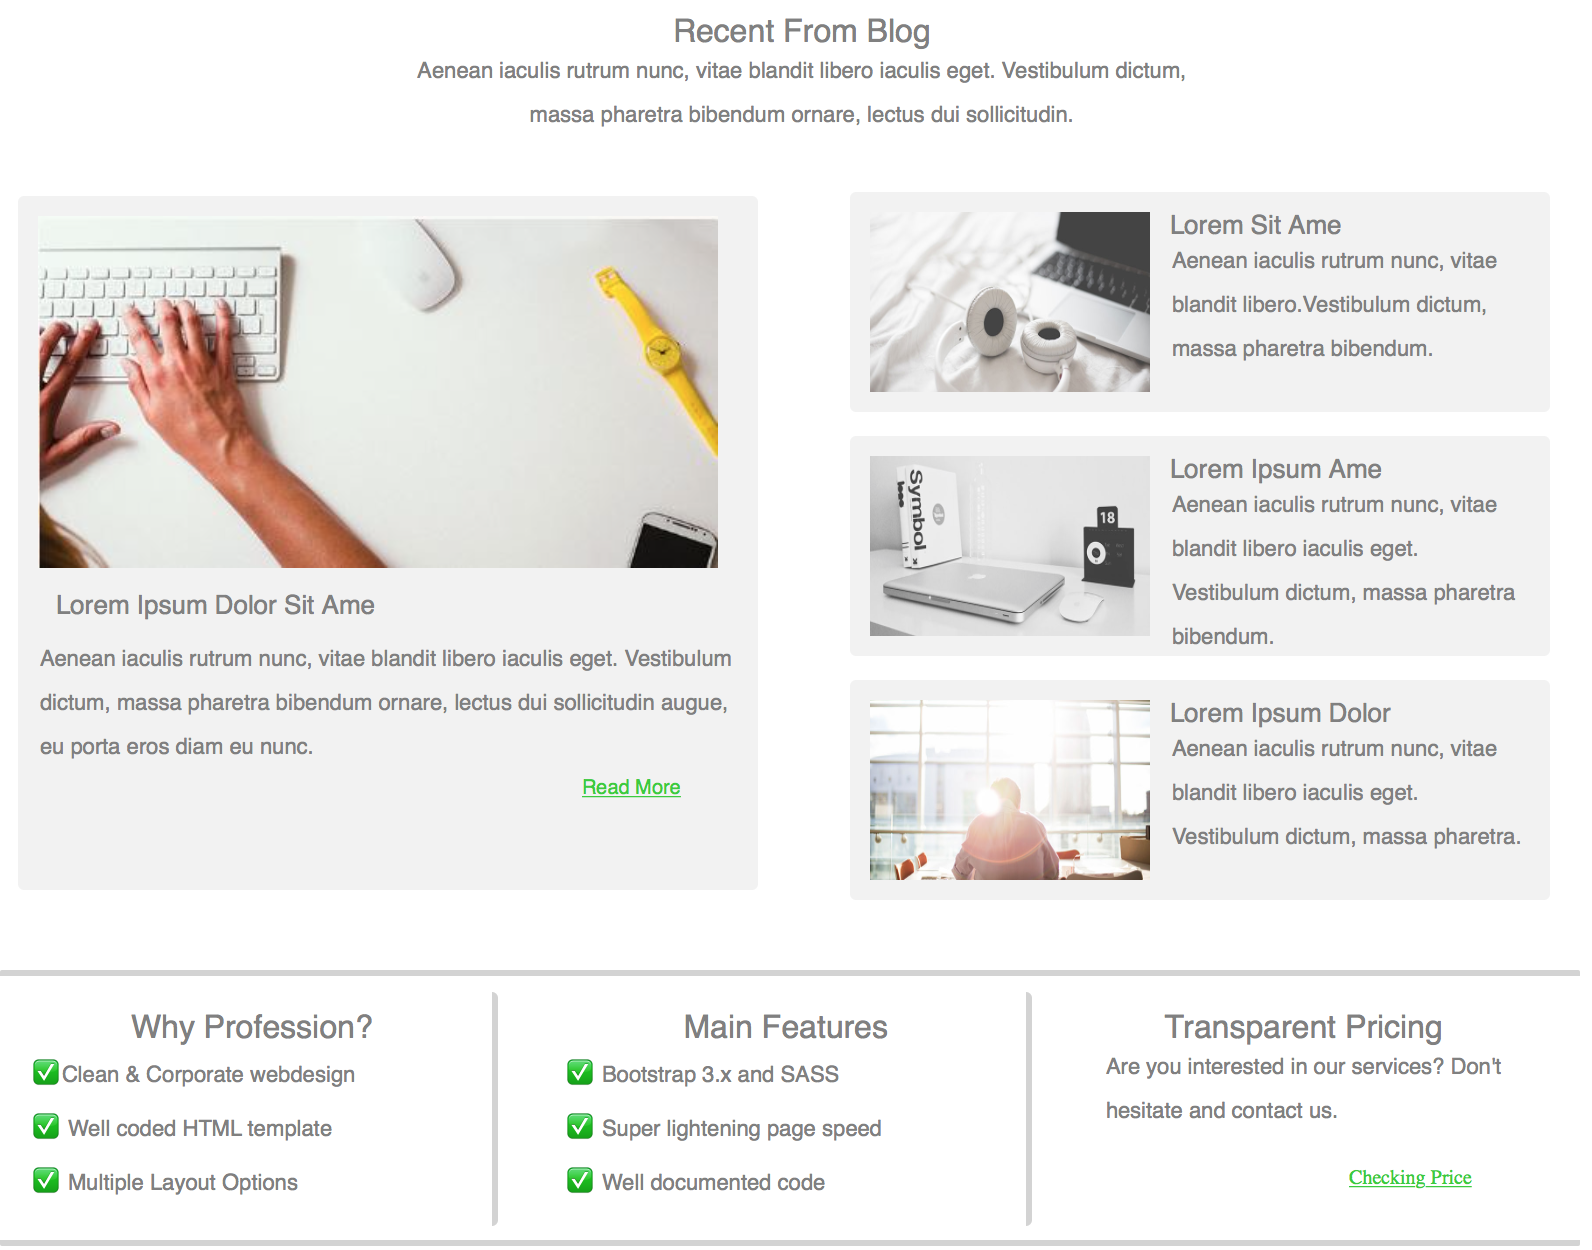 Recent From Blog
Aenean iaculis rutrum nunc, vitae blandit libero iaculis eget. Vestibulum dictum,
massa pharetra bibendum ornare, lectus dui sollicitudin.
Lorem Ipsum Dolor Sit Ame
Aenean iaculis rutrum nunc, vitae blandit libero iaculis eget. Vestibulum
dictum, massa pharetra bibendum ornare, lectus dui sollicitudin augue,
eu porta eros diam eu nunc.
Read More
Lorem Sit Ame
Aenean iaculis rutrum nunc, vitae
blandit libero.Vestibulum dictum,
massa pharetra bibendum.
Symbol
18
Lorem Ipsum Ame
Aenean iaculis rutrum nunc, vitae
blandit libero iaculis eget.
Vestibulum dictum, massa pharetra
bibendum.
Lorem Ipsum Dolor
Aenean iaculis rutrum nunc, vitae
blandit libero iaculis eget.
Vestibulum dictum, massa pharetra.
Why Profession?
✅Clean & Corporate webdesign
✅ Well coded HTML template
✅ Multiple Layout Options
Main Features
✅ Bootstrap 3.x and SASS
✅ Super lightening page speed
✅ Well documented code
Transparent Pricing
Are you interested in our services? Don't
hesitate and contact us.
Checking Price